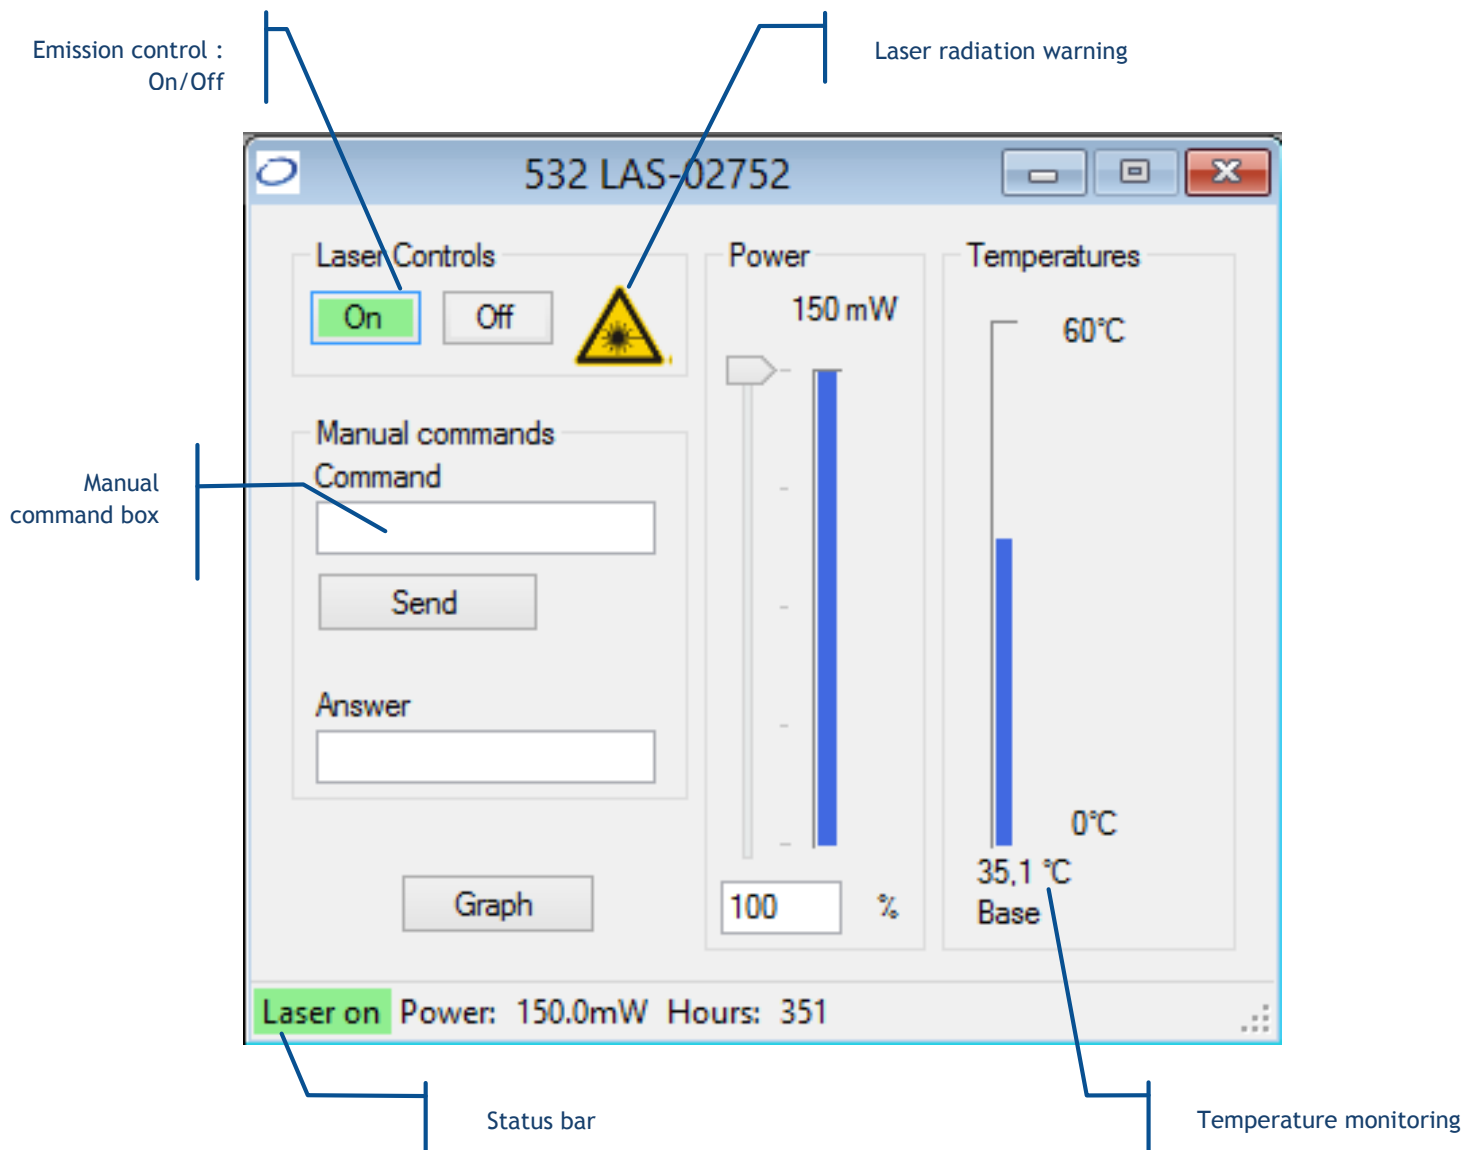 Emission control :
On/Off
Laser radiation warning
532 LAS-02752
Laser Controls
On
Off
Power
150 mW
Temperatures
60°C
Manual commands
Command
Manual
command box
Send
Answer
0°C
35,1 °C
Base
Graph
100
%
Laser on Power: 150.0mW Hours: 351
Status bar
Temperature monitoring